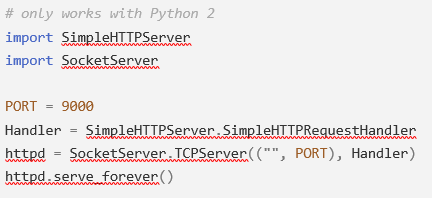 # only works with Python 2
import SimpleHTTPServer
import SocketServer
PORT = 9000
Handler = SimpleHTTPServer.SimpleHTTPRequestHandler
httpd = SocketServer.TCPServer(("", PORT), Handler)
httpd.serve_forever()